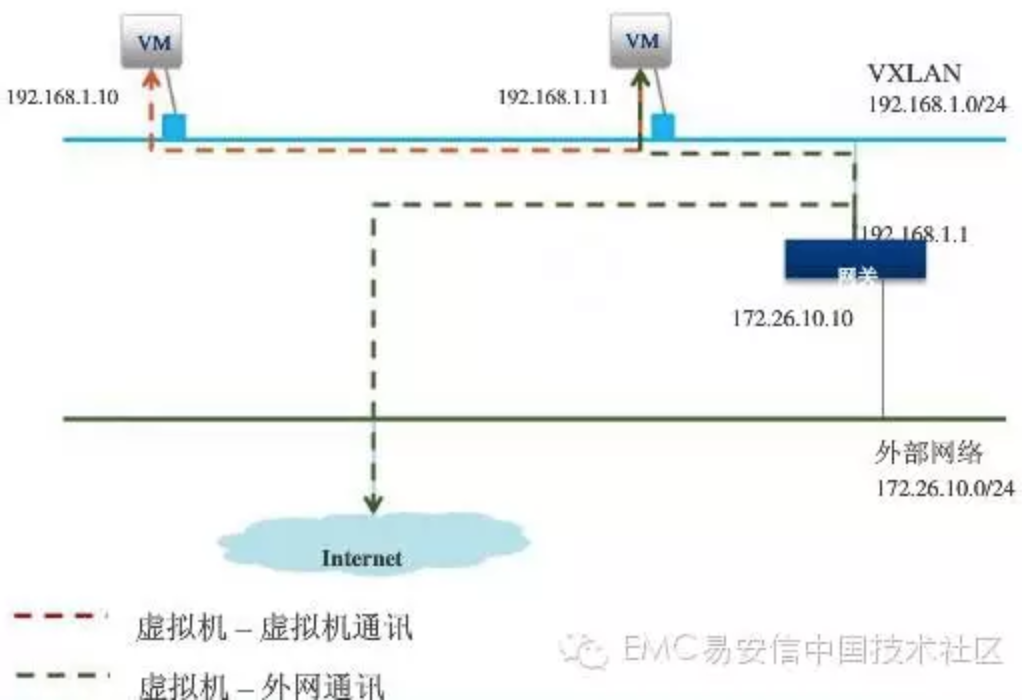 VM
VM
192.168.1.10
192.168.1.11
VXLAN
192.168.1.0/24
192.168.1.1
网关
172.26.10.10
外部网络
172.26.10.0/24
Internet
虚拟机 – 虚拟机通讯
虚拟机 – 外网通讯
EMC易安信中国技术社区